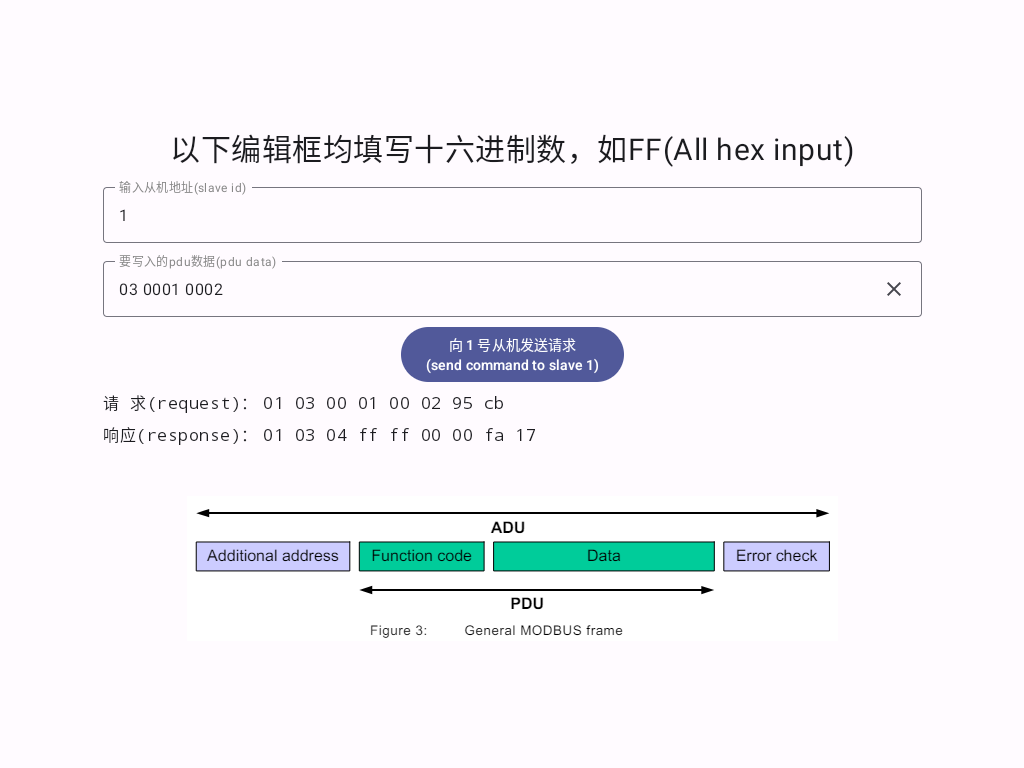 以下编辑框均填写十六进制数，如FF(All hex input)
输入从机地址(slave id)
1
要写入的pdu数据(pdu data)
03 0001 0002
向 1 号从机发送请求
(send command to slave 1)
请 求(request): 01 03 00 01 00 02 95 cb
响应(response): 01 03 04 ff ff 00 00 fa 17
ADU
Additional address Function code Data Error check
PDU
Figure 3: General MODBUS frame